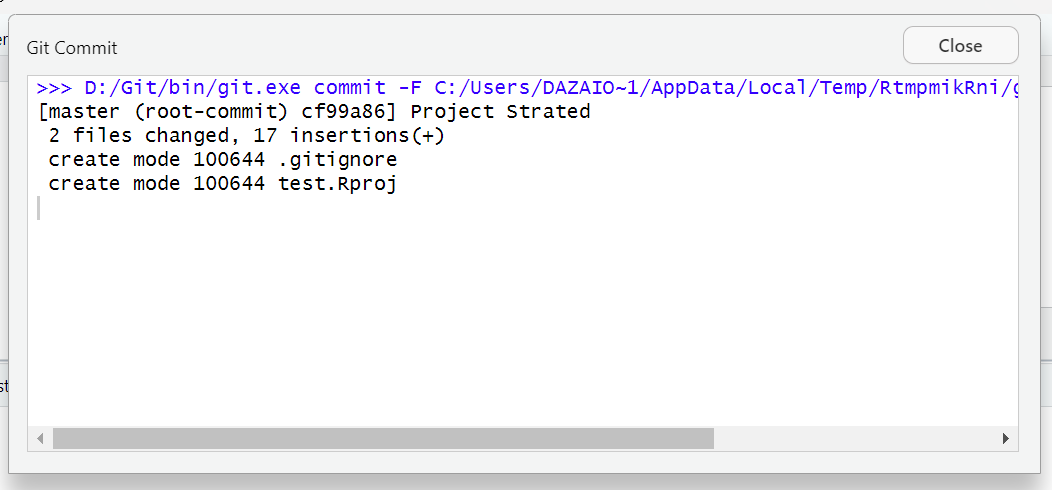 Git Commit
Close
>>> D:/Git/bin/git.exe commit -F C:/Users/DAZAIO~1/AppData/Local/Temp/RtmpmikRni/
[master (root-commit) cf99a86] Project Strated
2 files changed, 17 insertions(+)
create mode 100644 .gitignore
create mode 100644 test.Rproj